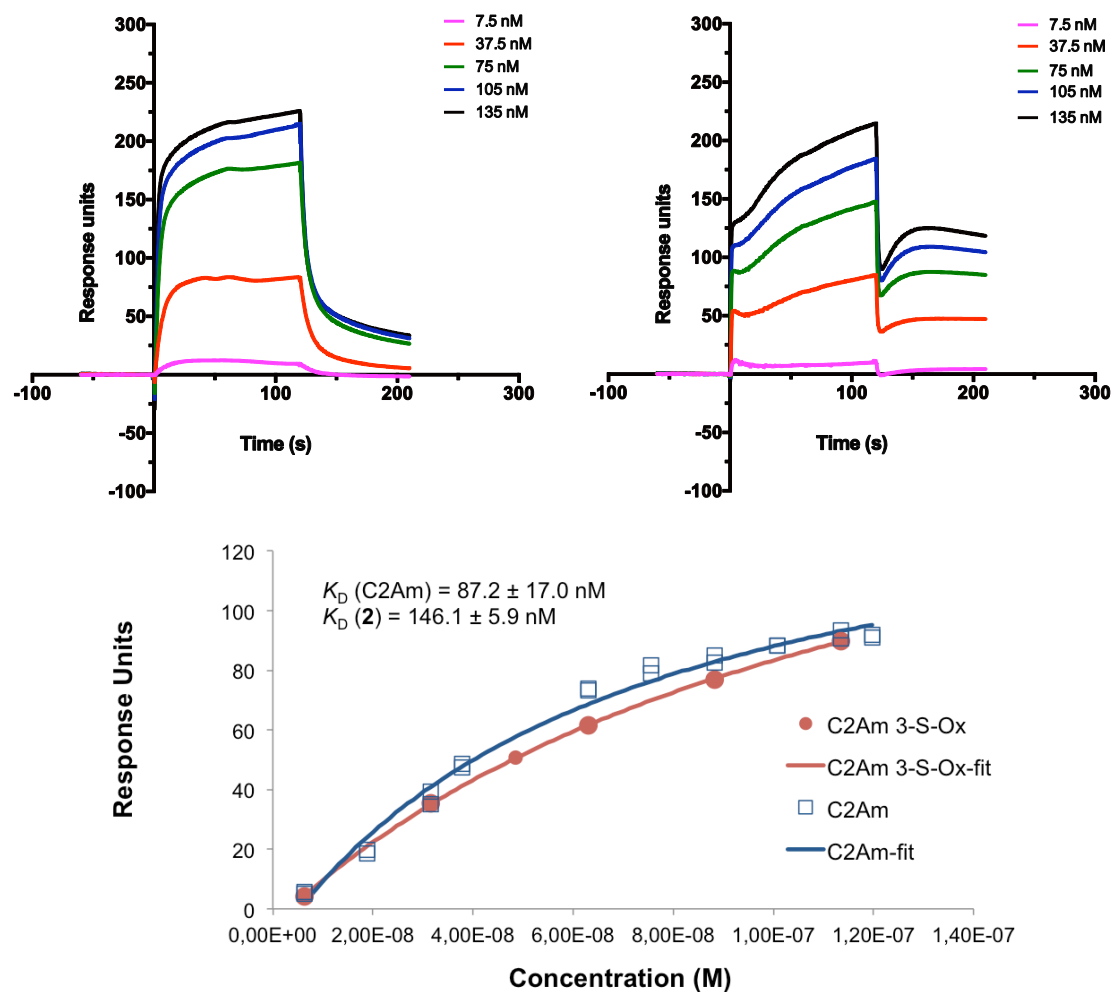 300
250
200
150
100
50
-50
-100
-100
100
200
300
Response units
Time (s)
7.5 nM
37.5 nM
75 nM
105 nM
135 nM
300
250
200
150
100
50
-50
-100
-100
100
200
300
Response units
Time (s)
7.5 nM
37.5 nM
75 nM
105 nM
135 nM
120
100
80
60
40
20
0
Response Units
KD (C2Am) = 87.2 ± 17.0 nM
KD (2) = 146.1 ± 5.9 nM
C2Am 3-S-Ox
C2Am 3-S-Ox-fit
C2Am
C2Am-fit
0,00E+00 2,00E-08 4,00E-08 6,00E-08 8,00E-08 1,00E-07 1,20E-07 1,40E-07
Concentration (M)